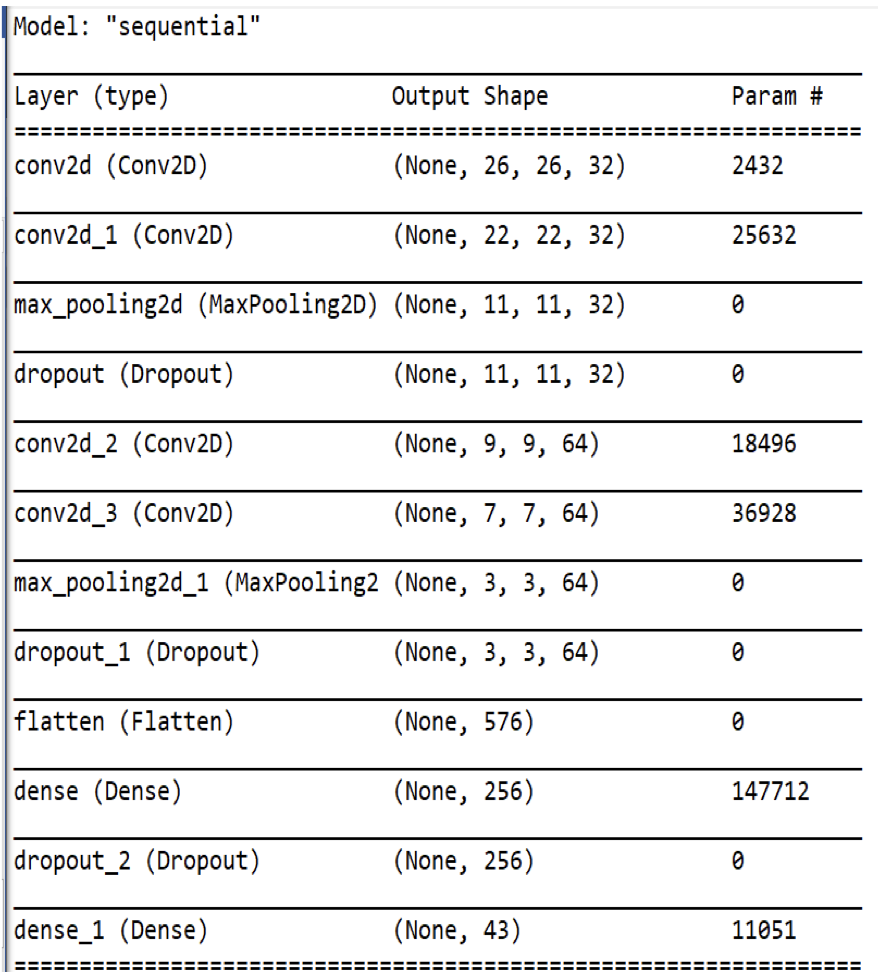 Model: "sequential"
Layer (type) Output Shape Param #
=================================================================
conv2d (Conv2D) (None, 26, 26, 32) 2432
conv2d_1 (Conv2D) (None, 22, 22, 32) 25632
max_pooling2d (MaxPooling2D) (None, 11, 11, 32) 0
dropout (Dropout) (None, 11, 11, 32) 0
conv2d_2 (Conv2D) (None, 9, 9, 64) 18496
conv2d_3 (Conv2D) (None, 7, 7, 64) 36928
max_pooling2d_1 (MaxPooling2 (None, 3, 3, 64) 0
dropout_1 (Dropout) (None, 3, 3, 64) 0
flatten (Flatten) (None, 576) 0
dense (Dense) (None, 256) 147712
dropout_2 (Dropout) (None, 256) 0
dense_1 (Dense) (None, 43) 11051
=================================================================